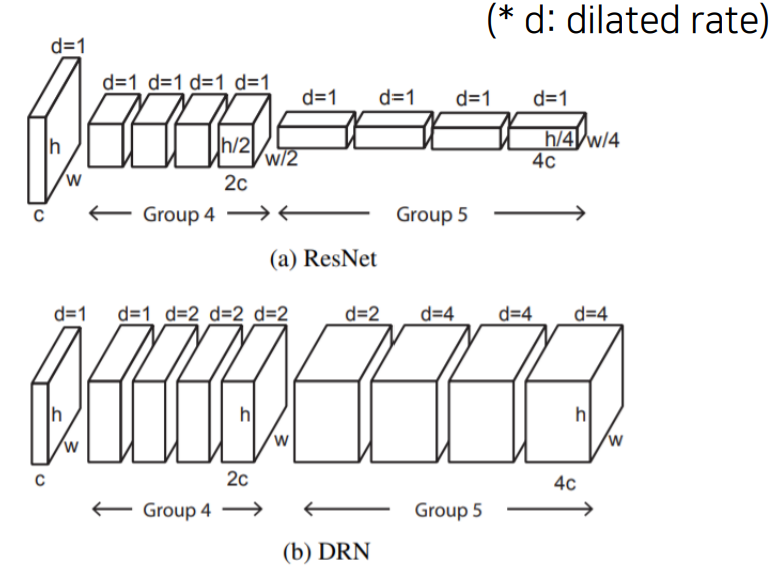 (* d: dilated rate)
d=1
d=1 d=1 d=1 d=1
d=1 d=1 d=1 d=1
h
w
c
h/2
w/2
2c
h/4
w/4
4c
Group 4
Group 5
(a) ResNet
d=1 d=1 d=2 d=2 d=2 d=2 d=4 d=4 d=4
h
w
c
h
w
2c
h
w
4c
Group 4
Group 5
(b) DRN